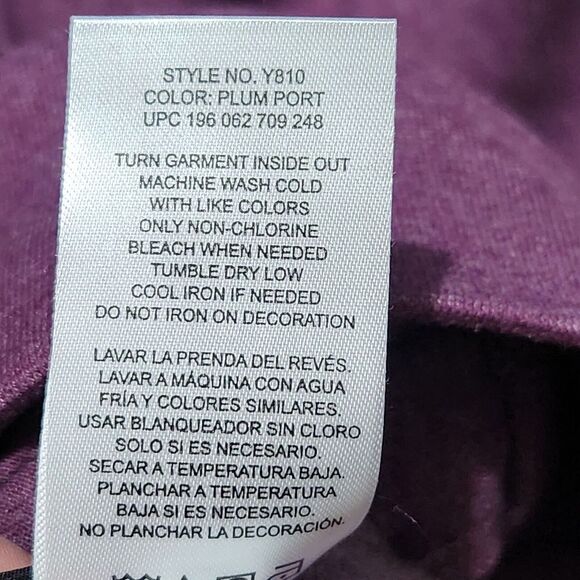 STYLE NO. Y810
COLOR: PLUM PORT
UPC 196 062 709 248
TURN GARMENT INSIDE OUT
MACHINE WASH COLD
WITH LIKE COLORS
ONLY NON-CHLORINE
BLEACH WHEN NEEDED
TUMBLE DRY LOW
COOL IRON IF NEEDED
DO NOT IRON ON DECORATION
LAVAR LA PRENDA DEL REVÉS.
LAVAR A MÁQUINA CON AGUA
FRÍA Y COLORES SIMILARES.
USAR BLANQUEADOR SIN CLORO
SOLO SI ES NECESARIO.
SECAR A TEMPERATURA BAJA.
PLANCHAR A TEMPERATURA
BAJA SI ES NECESARIO.
NO PLANCHAR LA DECORACIÓN.